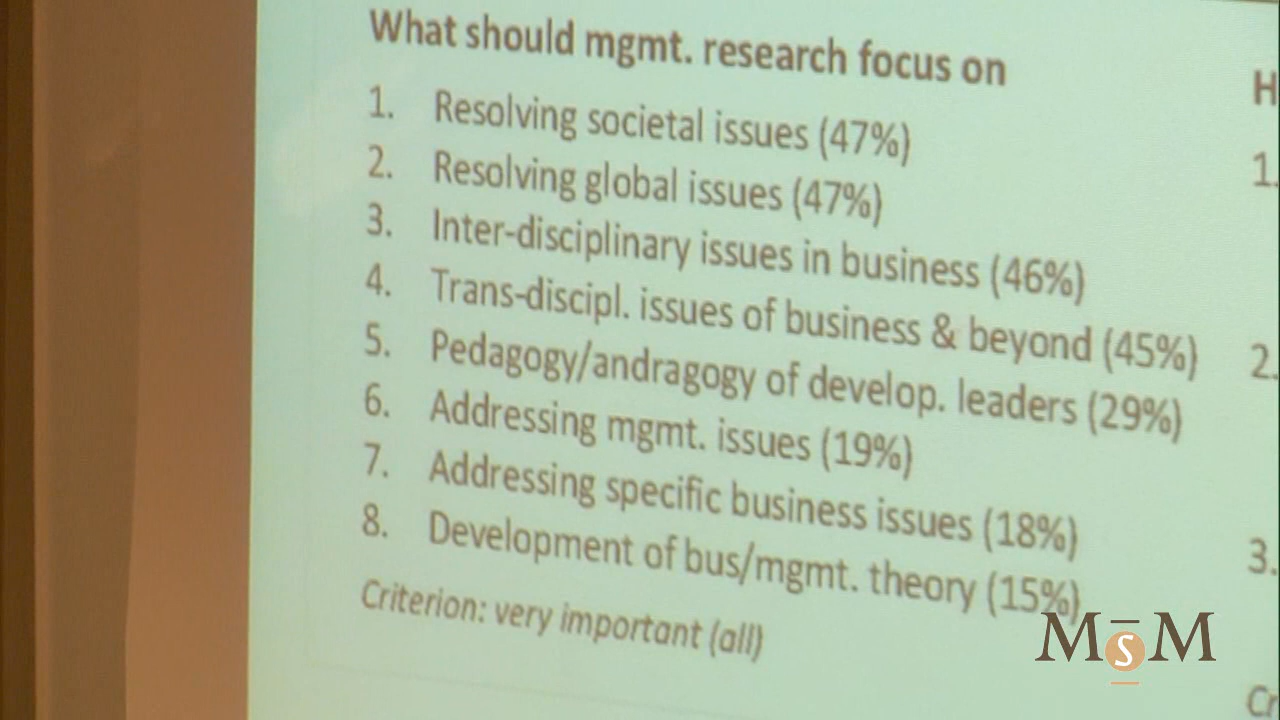 What should mgmt. research focus on
1. Resolving societal issues (47%)
2. Resolving global issues (47%)
3. Inter-disciplinary issues in business (46%)
4. Trans-discipl. issues of business & beyond (45%)
5. Pedagogy/andragogy of develop. leaders (29%)
6. Addressing mgmt. issues (19%)
7. Addressing specific business issues (18%)
8. Development of bus/mgmt. theory (15%)
Criterion: very important (all)
H
1.
2.
3.
Cr
MSM